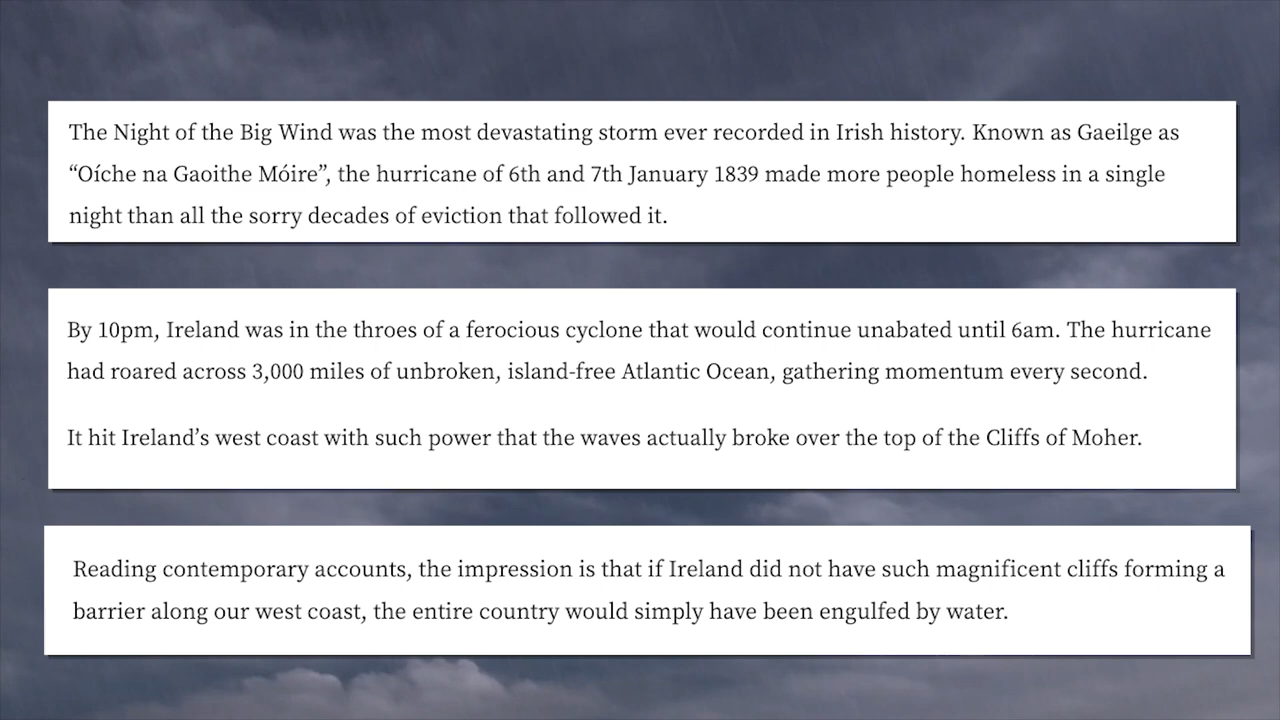 The Night of the Big Wind was the most devastating storm ever recorded in Irish history. Known as Gaeilge as
“Oíche na Gaoithe Móire”, the hurricane of 6th and 7th January 1839 made more people homeless in a single
night than all the sorry decades of eviction that followed it.
By 10pm, Ireland was in the throes of a ferocious cyclone that would continue unabated until 6am. The hurricane
had roared across 3,000 miles of unbroken, island-free Atlantic Ocean, gathering momentum every second.
It hit Ireland’s west coast with such power that the waves actually broke over the top of the Cliffs of Moher.
Reading contemporary accounts, the impression is that if Ireland did not have such magnificent cliffs forming a
barrier along our west coast, the entire country would simply have been engulfed by water.